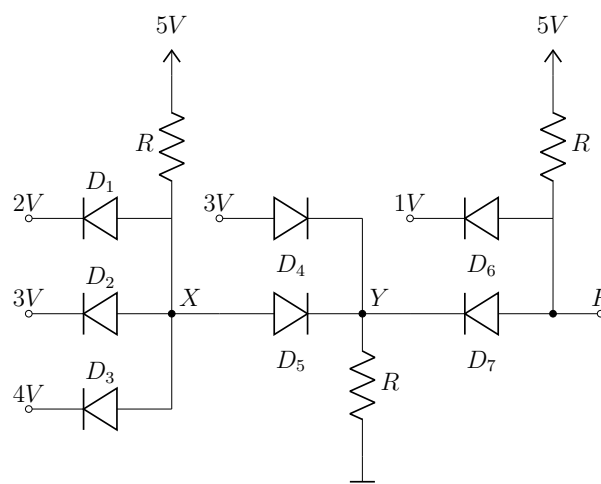 5V 5V
R R
D₁
2V 3V 1V
D₂ D₄ D₆
3V X Y
D₃ D₅ D₇
4V R